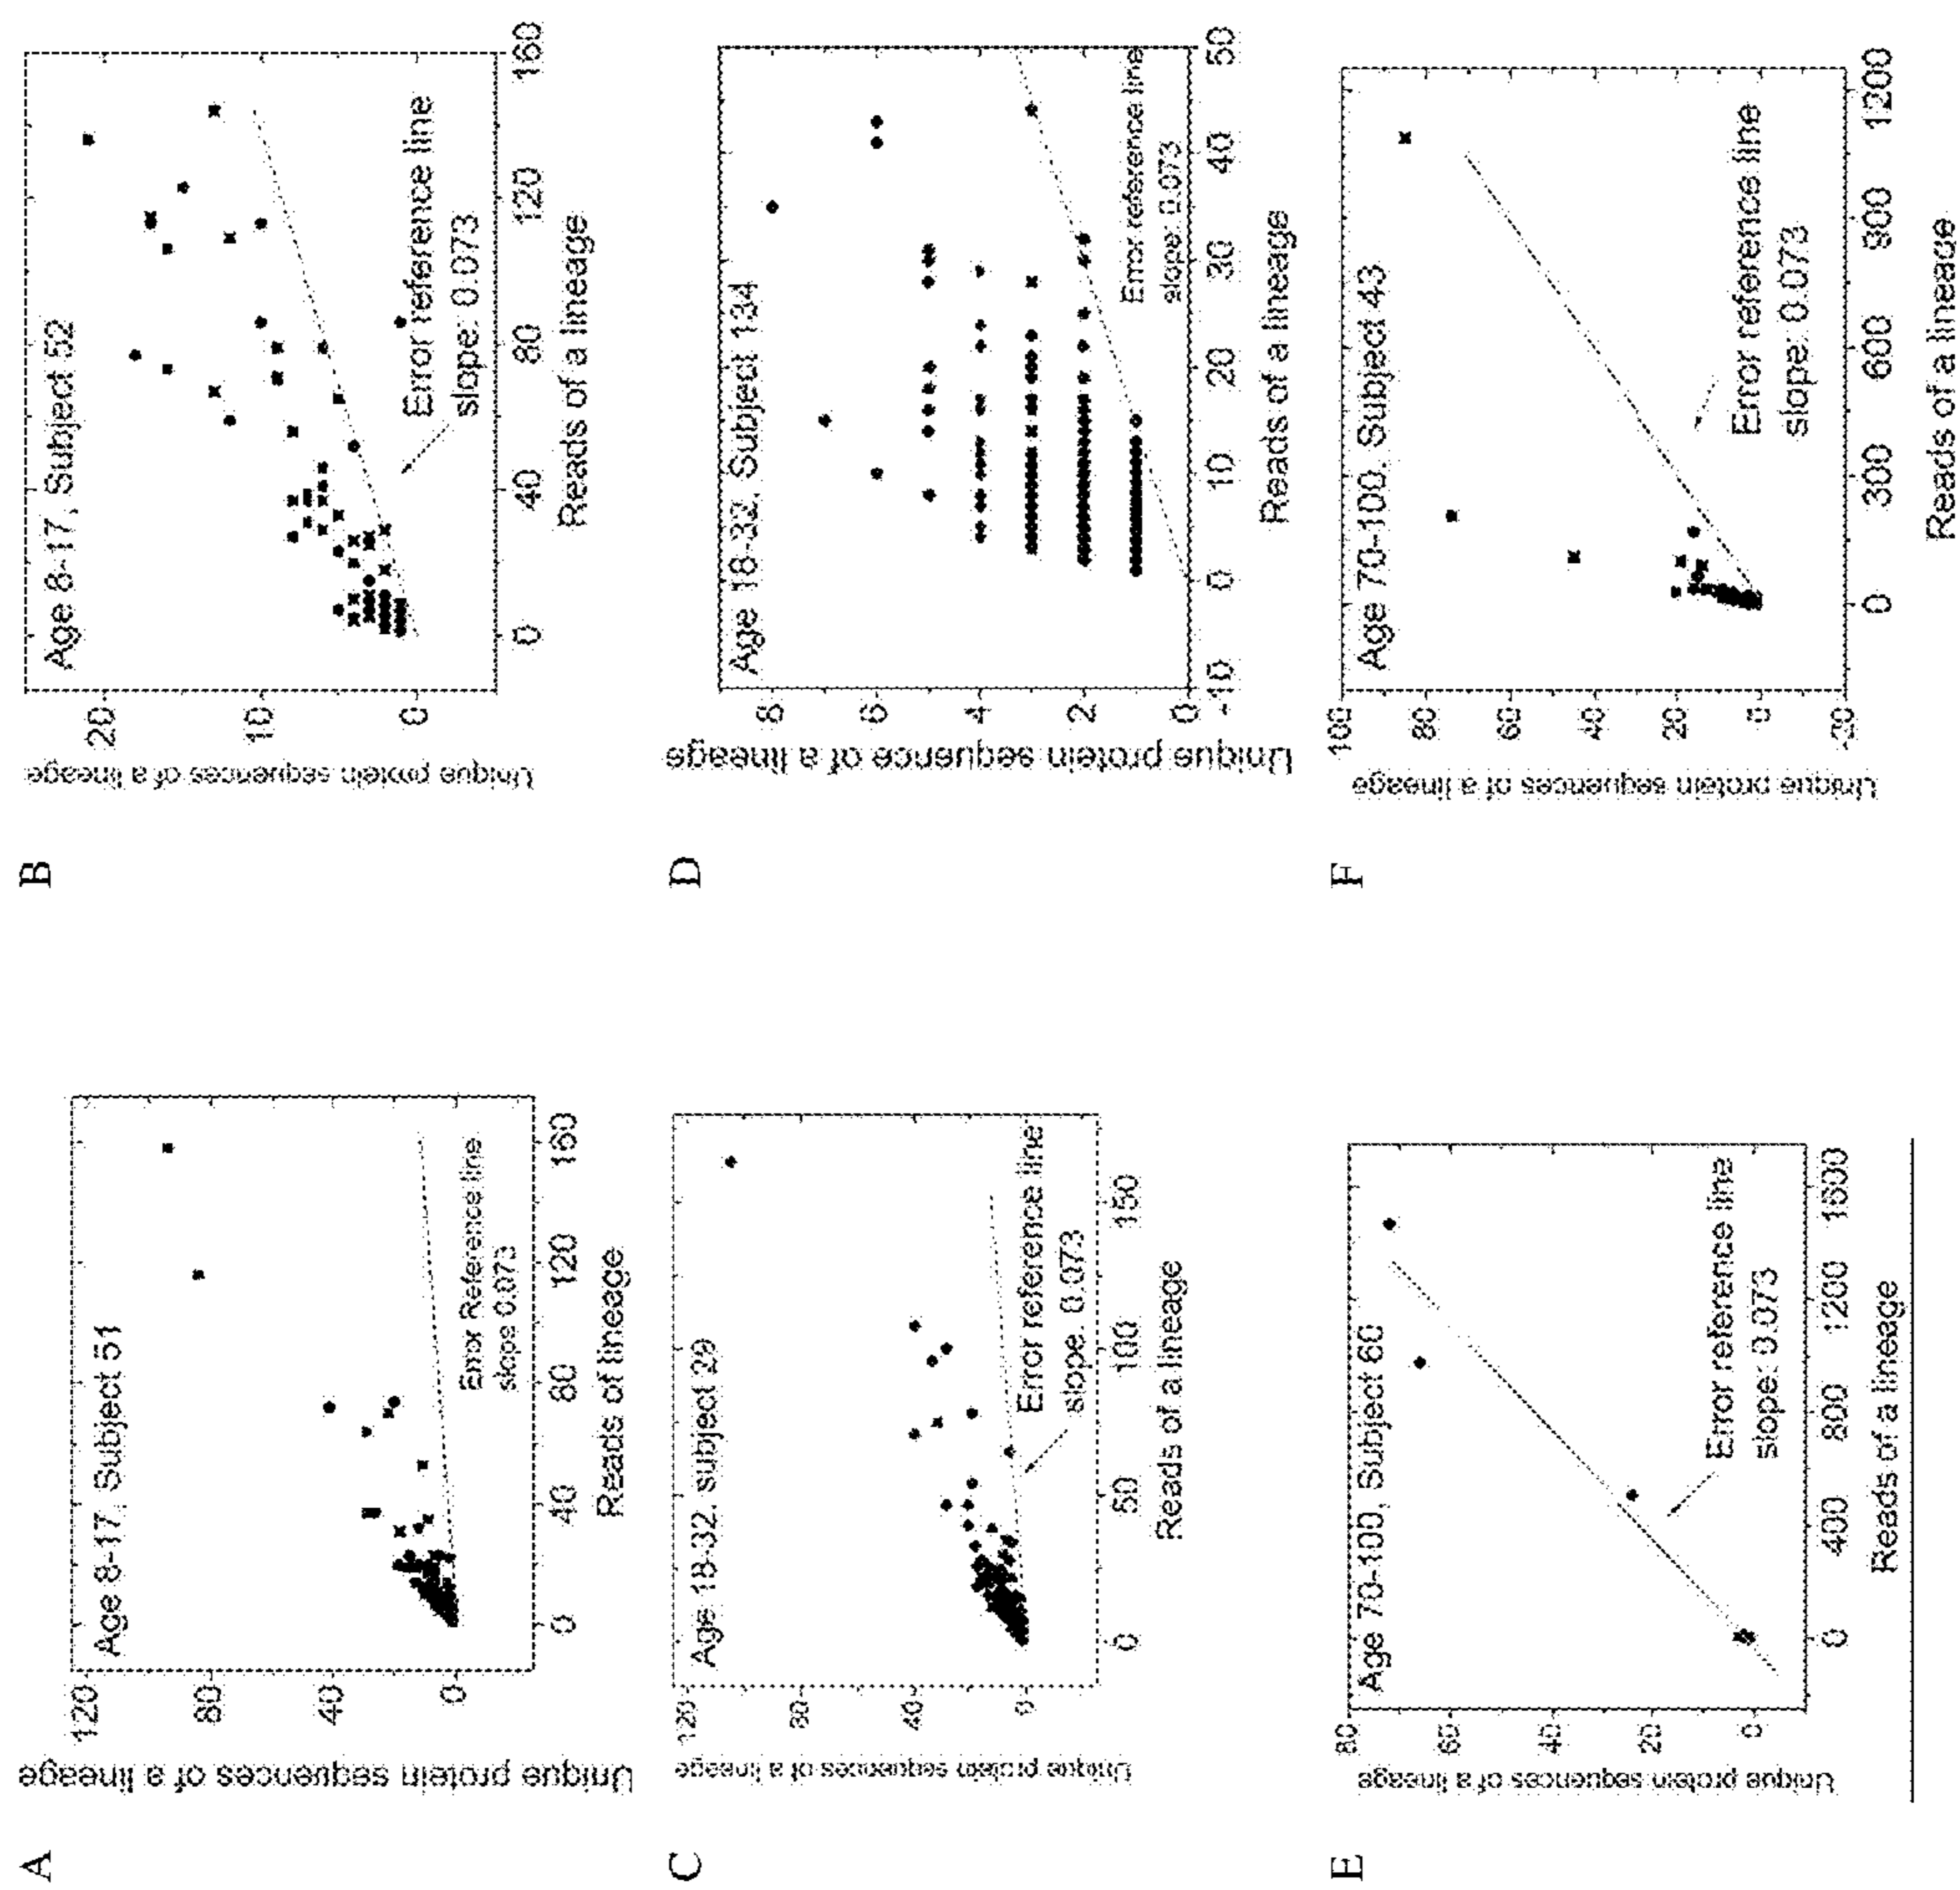 A
Age 8-17, Subject 51
Unique protein sequences of a lineage
120
80
40
0
Error Reference line
slope 0.073
0
40
80
120
160
Reads of lineage
B
Age 8-17, Subject 52
Unique protein sequences of a lineage
20
10
0
Error reference line
slope: 0.073
0
40
80
120
160
Reads of a lineage
C
Age 18-32, subject 29
Unique protein sequences of a lineage
120
80
40
0
Error reference line
slope: 0.073
0
50
100
150
Reads of a lineage
D
Age 18-32, Subject 134
Unique protein sequence of a lineage
8
6
4
2
0
Error reference line
slope: 0.073
-10
0
10
20
30
40
50
Reads of a lineage
E
Age 70-100, Subject 60
Unique protein sequences of a lineage
80
60
40
20
0
Error reference line
slope: 0.073
0
400
800
1200
1600
Reads of a lineage
F
Age 70-100, Subject 43
Unique protein sequences of a lineage
100
80
60
40
20
0
-20
Error reference line
slope: 0.073
0
300
600
900
1200
Reads of a lineage